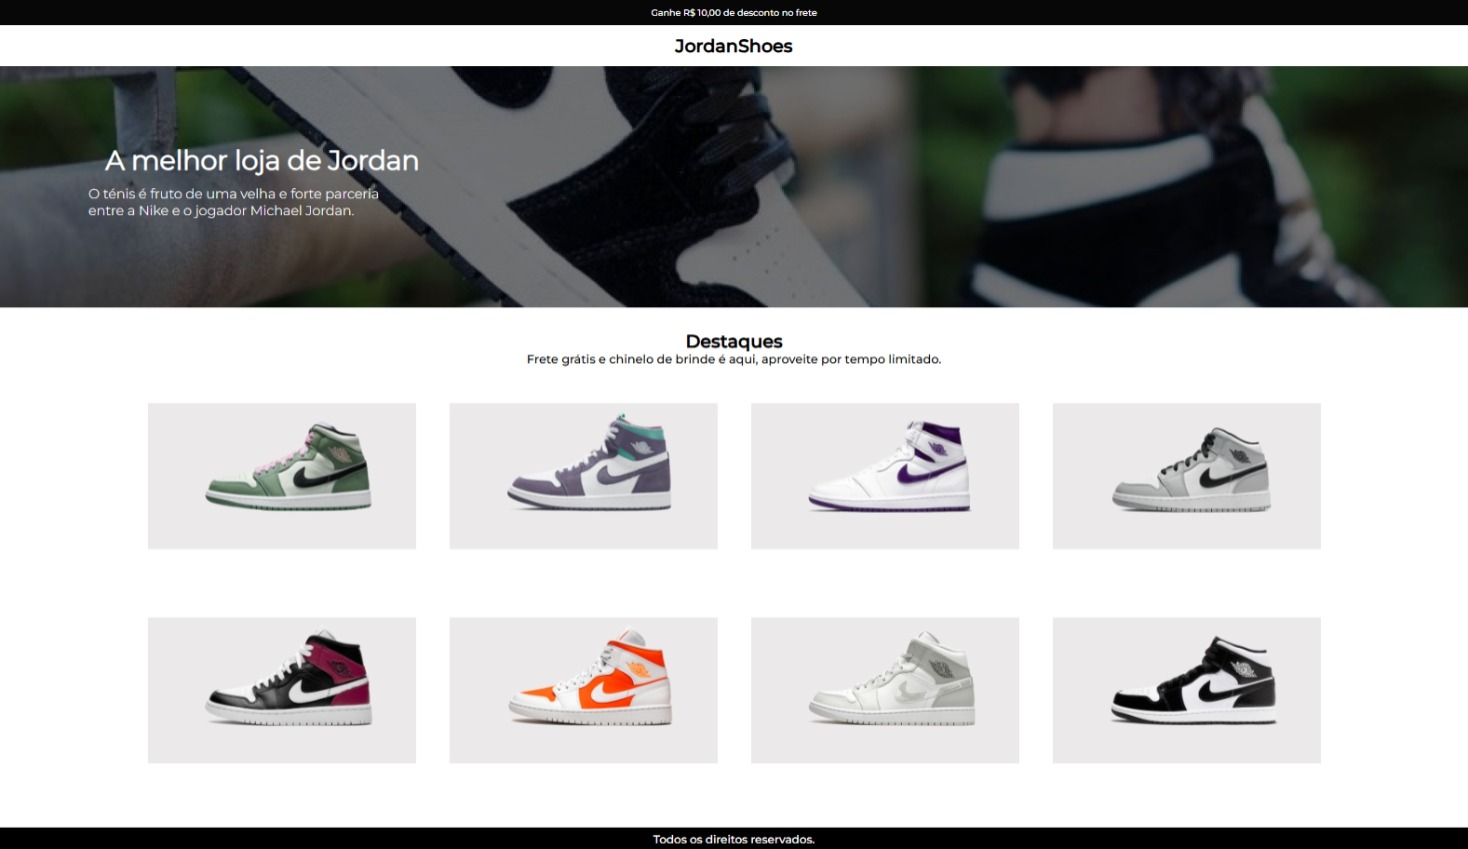 Ganhe R$ 10,00 de desconto no frete
JordanShoes
A melhor loja de Jordan
O ténis é fruto de uma velha e forte parceria
entre a Nike e o jogador Michael Jordan.
Destaques
Frete grátis e chinelo de brinde é aqui, aproveite por tempo limitado.
Todos os direitos reservados.